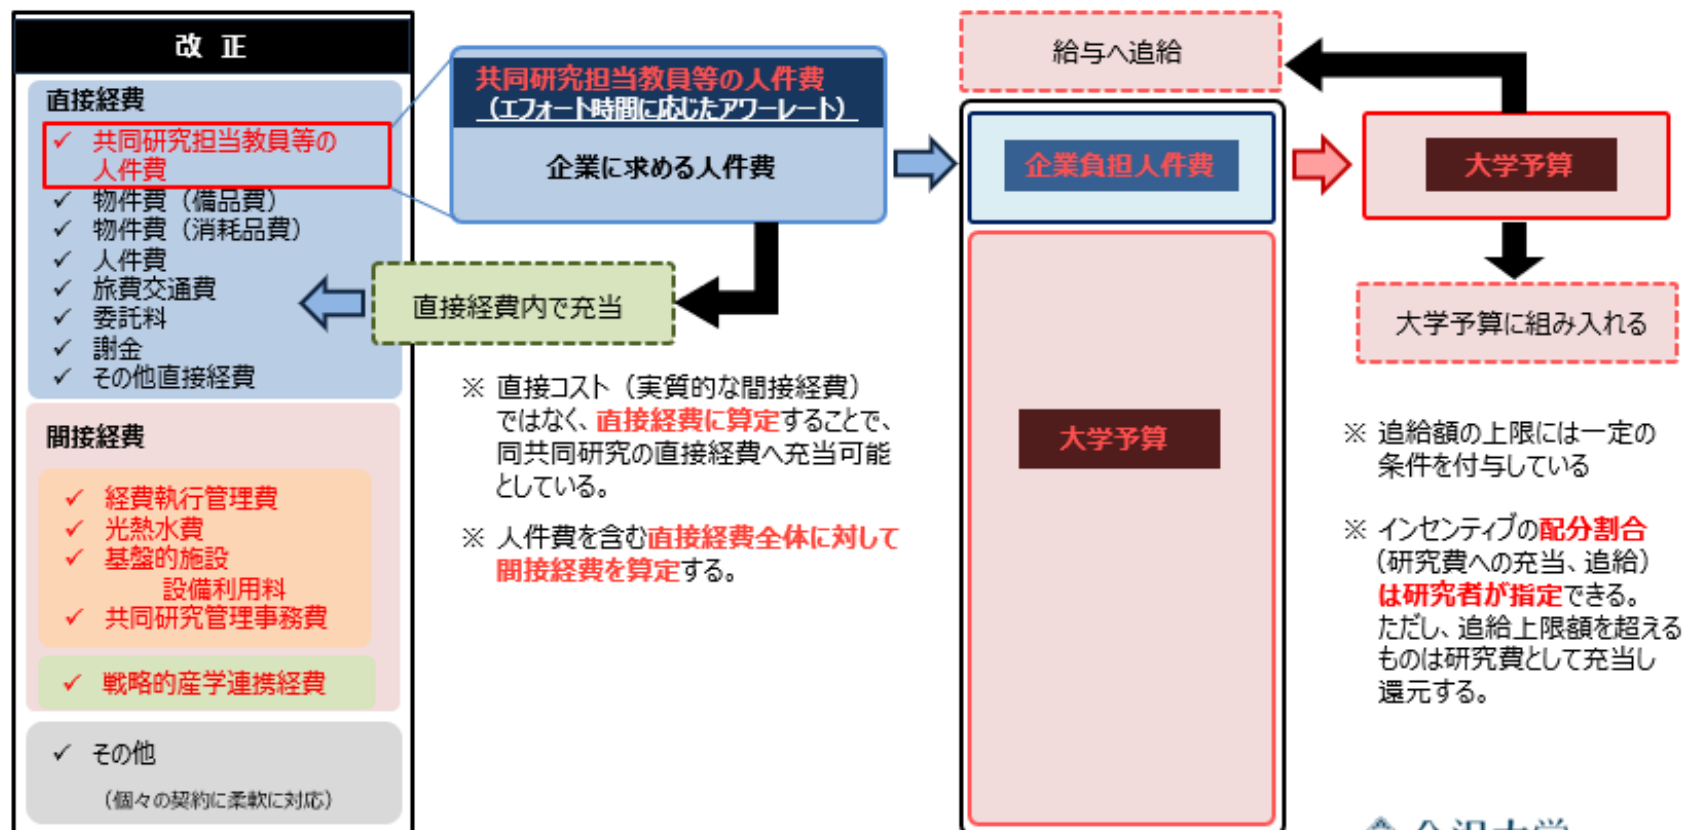 改 正
直接経費
✓ 共同研究担当教員等の
人件費
✓ 物件費（備品費）
✓ 物件費（消耗品費）
✓ 人件費
✓ 旅費交通費
✓ 委託料
✓ 謝金
✓ その他直接経費
間接経費
✓ 経費執行管理費
✓ 光熱水費
✓ 基盤的施設
設備利用料
✓ 共同研究管理事務費
✓ 戦略的産学連携経費
✓ その他
（個々の契約に柔軟に対応）
共同研究担当教員等の人件費
（エフォート時間に応じたアワーレート）
企業に求める人件費
直接経費内で充当
※ 直接コスト（実質的な間接経費）
ではなく、直接経費に算定することで、
同共同研究の直接経費へ充当可能
としている。
※ 人件費を含む直接経費全体に対して
間接経費を算定する。
給与へ追給
企業負担人件費
大学予算
大学予算
大学予算に組み入れる
※ 追給額の上限には一定の
条件を付与している
※ インセンティブの配分割合
（研究費への充当、追給）
は研究者が指定できる。
ただし、追給上限額を超える
ものは研究費として充当し
還元する。